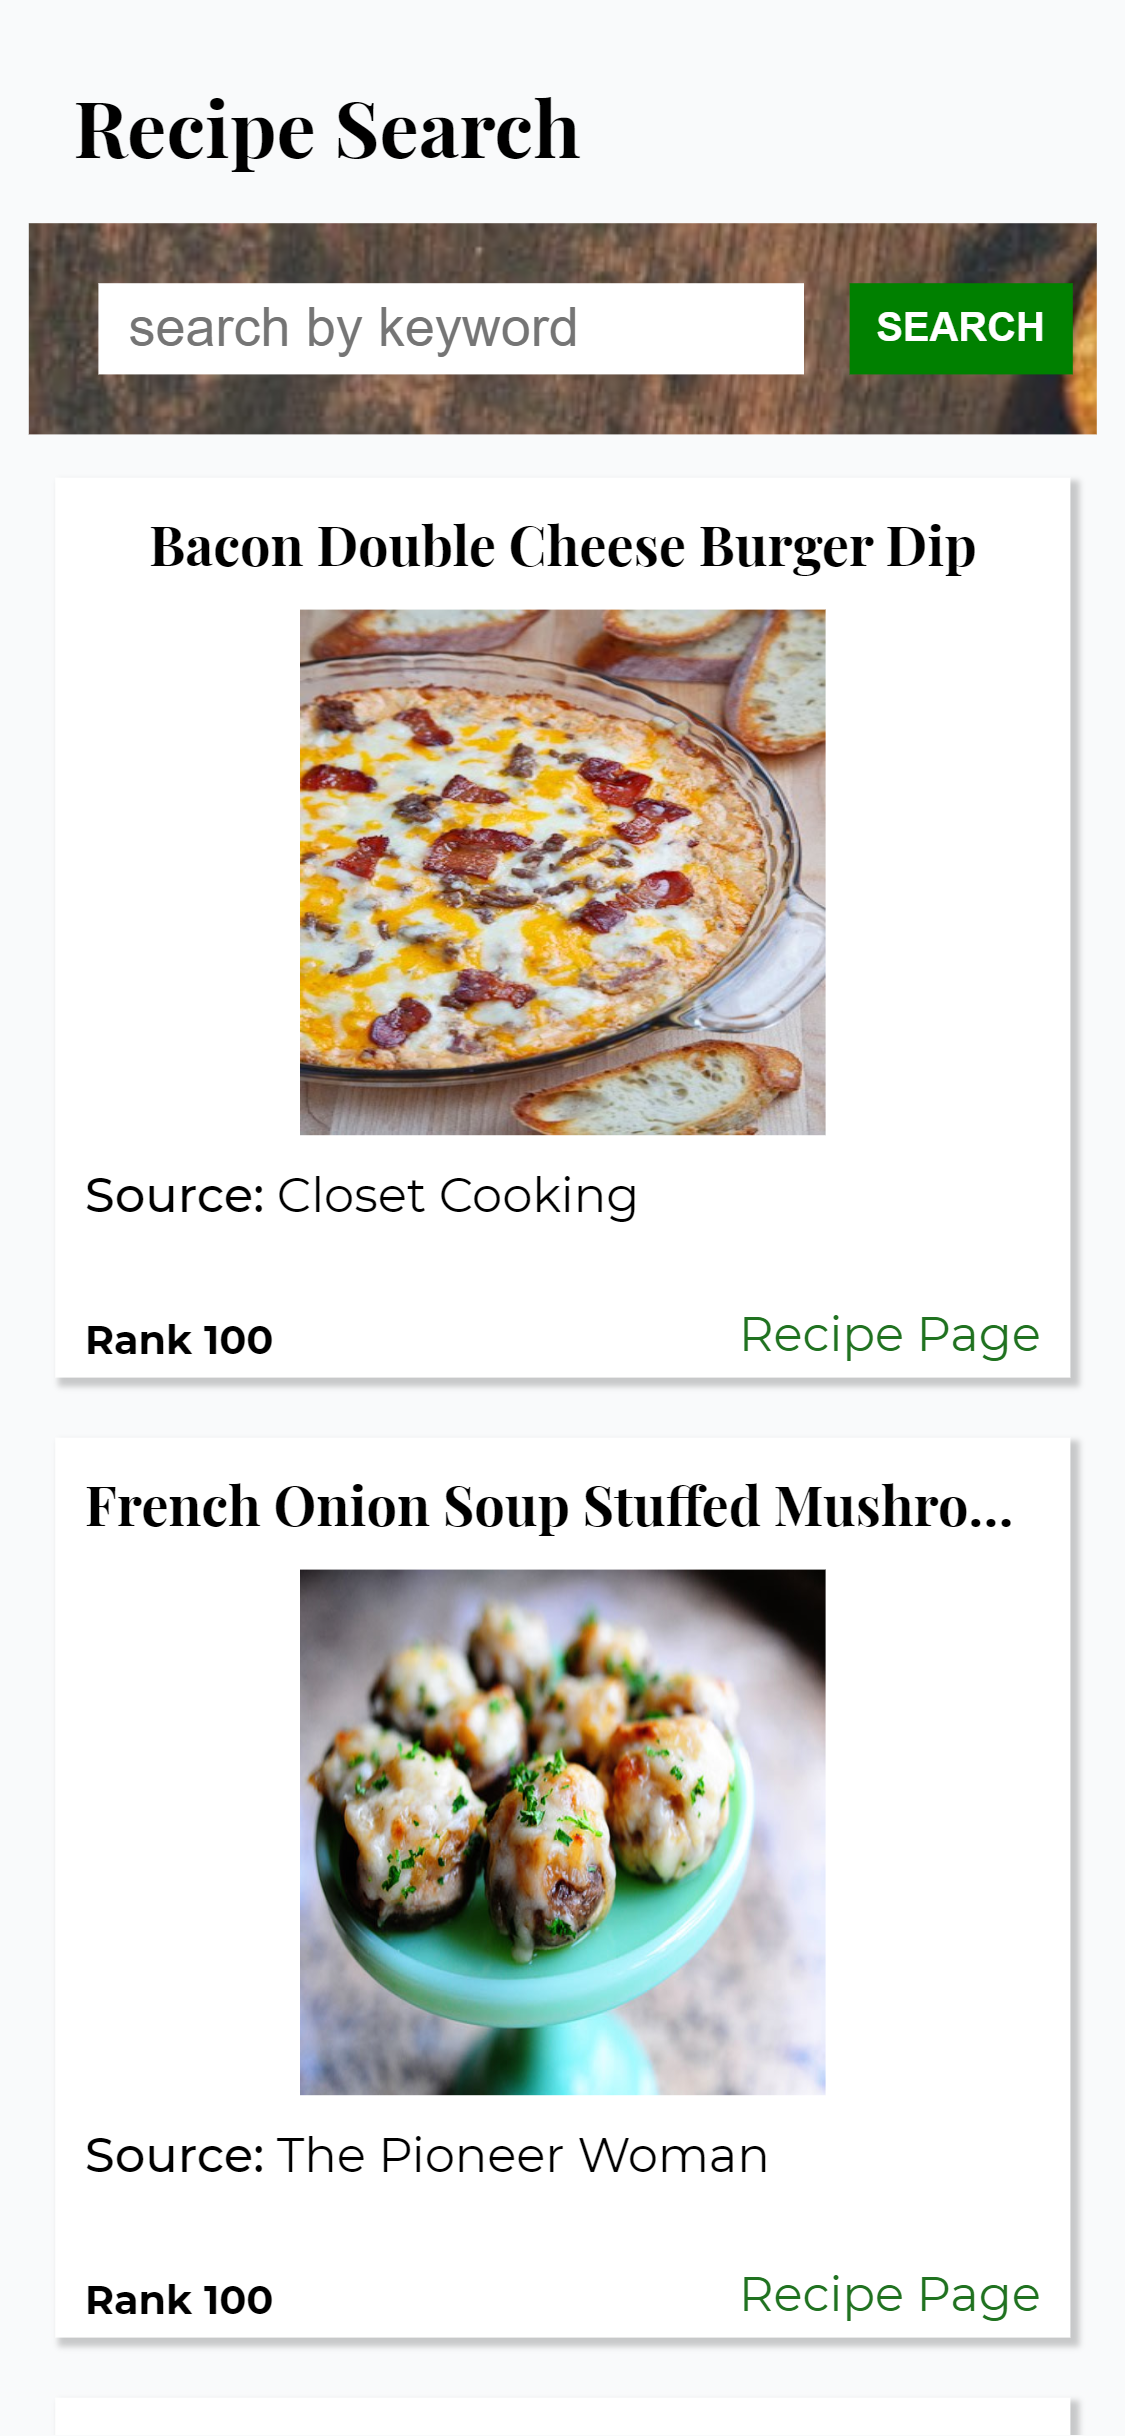 Recipe Search
search by keyword
SEARCH
Bacon Double Cheese Burger Dip
Source: Closet Cooking
Rank 100
Recipe Page
French Onion Soup Stuffed Mushro...
Source: The Pioneer Woman
Rank 100
Recipe Page